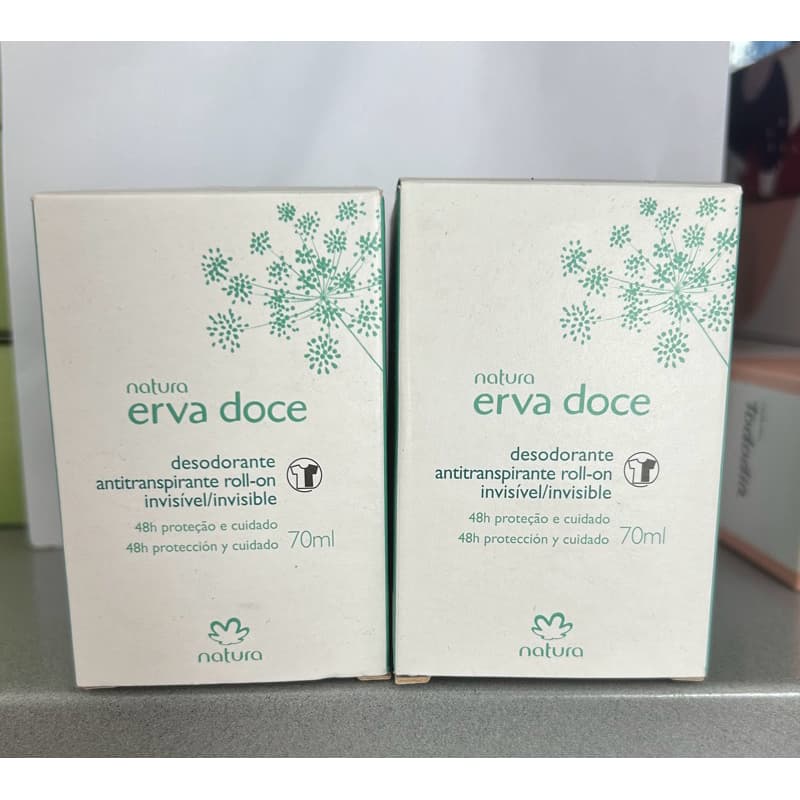 natura
erva doce
desodorante
antitranspirante roll-on
invisível/invisible
48h proteção e cuidado
48h protección y cuidado 70ml
natura
natura
erva doce
desodorante
antitranspirante roll-on
invisível/invisible
48h proteção e cuidado
48h protección y cuidado 70ml
natura